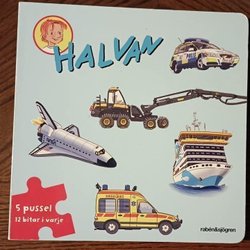 HALVAN
5 pussel
12 bitar i varje
rabén&sjögren